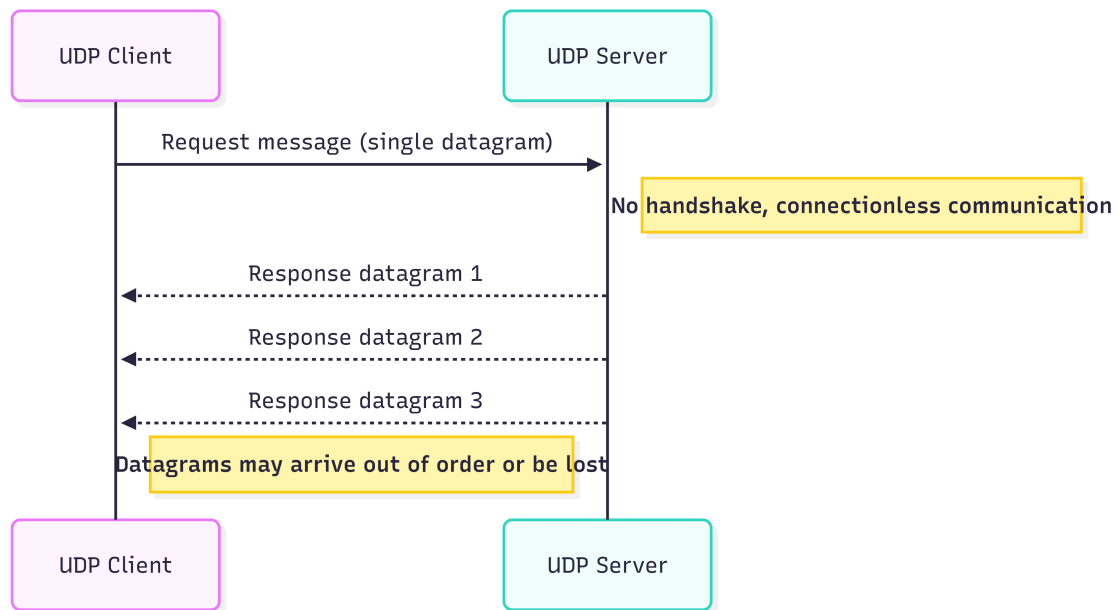 UDP Client
UDP Server
Request message (single datagram)
No handshake, connectionless communication
Response datagram 1
Response datagram 2
Response datagram 3
Datagrams may arrive out of order or be lost
UDP Client
UDP Server